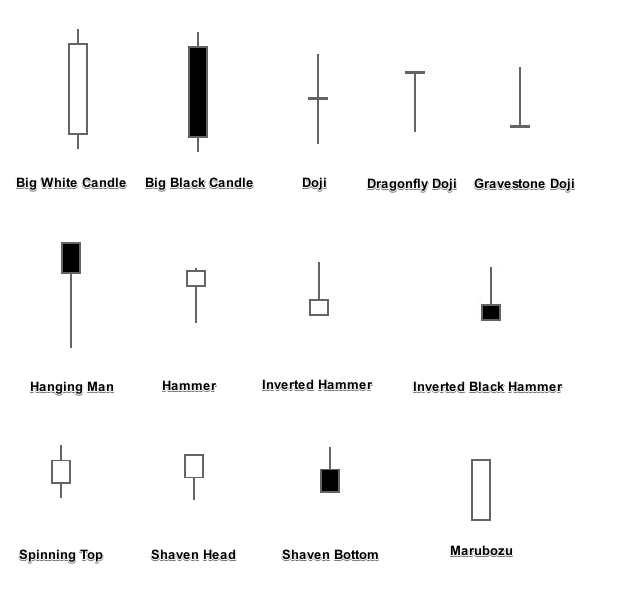 Big White Candle
Big Black Candle
Doji
Dragonfly Doji
Gravestone Doji
Hanging Man
Hammer
Inverted Hammer
Inverted Black Hammer
Spinning Top
Shaven Head
Shaven Bottom
Marubozu